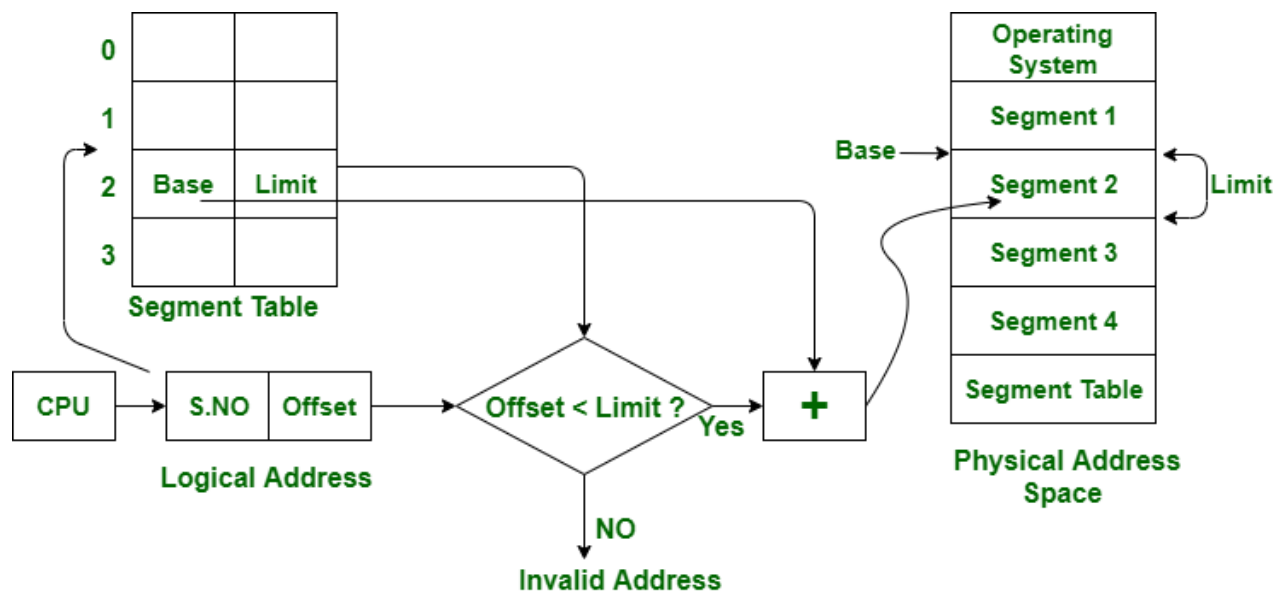 0
1
2
3
Base
Limit
Segment Table
CPU
S.NO
Offset
Logical Address
Offset < Limit ?
Yes
+
NO
Invalid Address
Operating
System
Segment 1
Base
Segment 2
Limit
Segment 3
Segment 4
Segment Table
Physical Address
Space